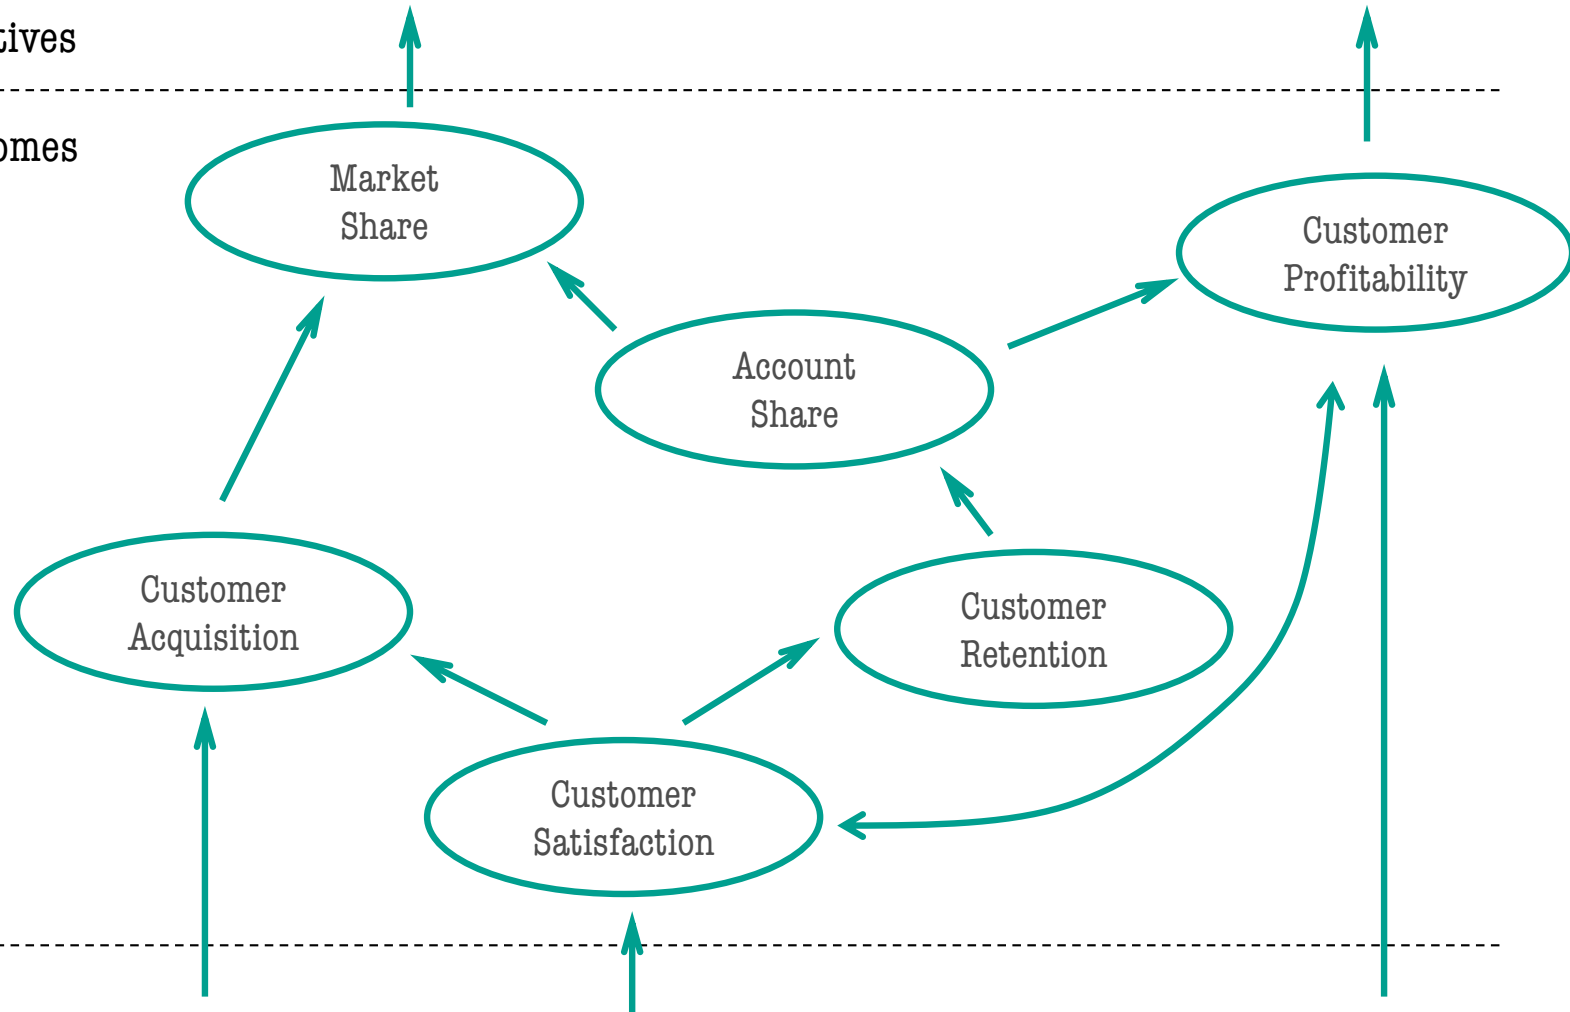 tives
omes
Market
Share
Customer
Profitability
Account
Share
Customer
Acquisition
Customer
Retention
Customer
Satisfaction